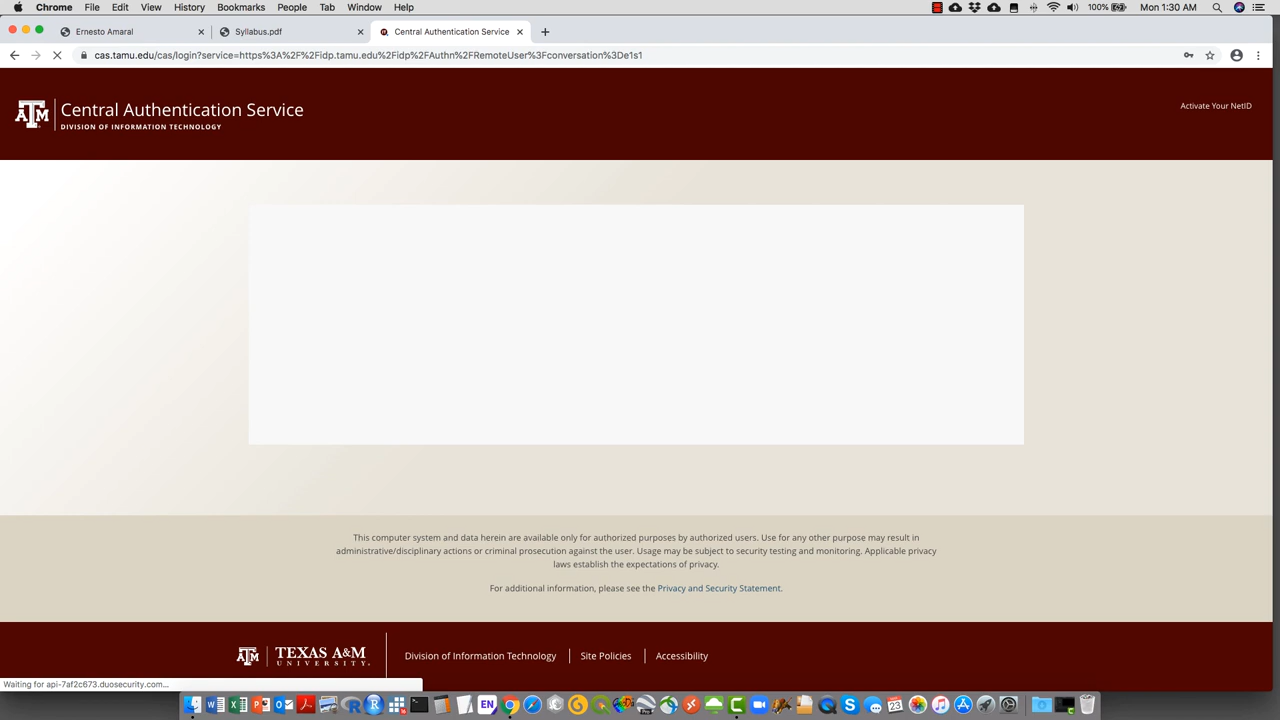 Chrome File Edit View History Bookmarks People Tab Window Help 100% Mon 1:30 AM
Ernesto Amaral Syllabus.pdf Central Authentication Service
cas.tamu.edu/cas/login?service=https%3A%2F%2Fidp.tamu.edu%2Fidp%2FAuthn%2FRemoteUser%3Fconversation%3De1s1
ATM Central Authentication Service
DIVISION OF INFORMATION TECHNOLOGY
Activate Your NetID
This computer system and data herein are available only for authorized purposes by authorized users. Use for any other purpose may result in
administrative/disciplinary actions or criminal prosecution against the user. Usage may be subject to security testing and monitoring. Applicable privacy
laws establish the expectations of privacy.
For additional information, please see the Privacy and Security Statement.
ATM TEXAS A&M
UNIVERSITY.
Division of Information Technology Site Policies Accessibility
Waiting for api-7af2c673.duosecurity.com...
EN